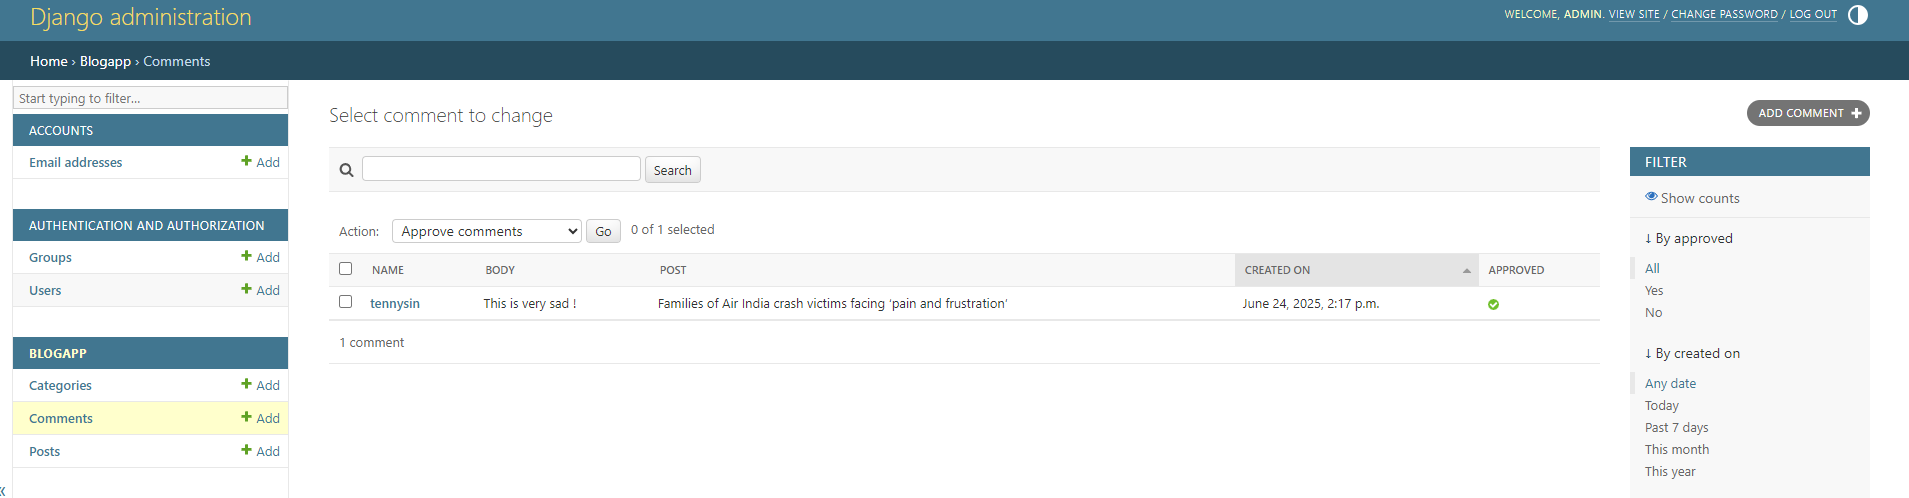 Django administration
WELCOME, ADMIN. VIEW SITE / CHANGE PASSWORD / LOG OUT
Home › Blogapp › Comments
Start typing to filter...
ACCOUNTS
Email addresses + Add
AUTHENTICATION AND AUTHORIZATION
Groups + Add
Users + Add
BLOGAPP
Categories + Add
Comments + Add
Posts + Add
«
Select comment to change
ADD COMMENT +
Search
Action: Approve comments Go 0 of 1 selected
NAME BODY POST CREATED ON APPROVED
tennysin This is very sad ! Families of Air India crash victims facing ‘pain and frustration’ June 24, 2025, 2:17 p.m.
1 comment
FILTER
Show counts
↓ By approved
All
Yes
No
↓ By created on
Any date
Today
Past 7 days
This month
This year